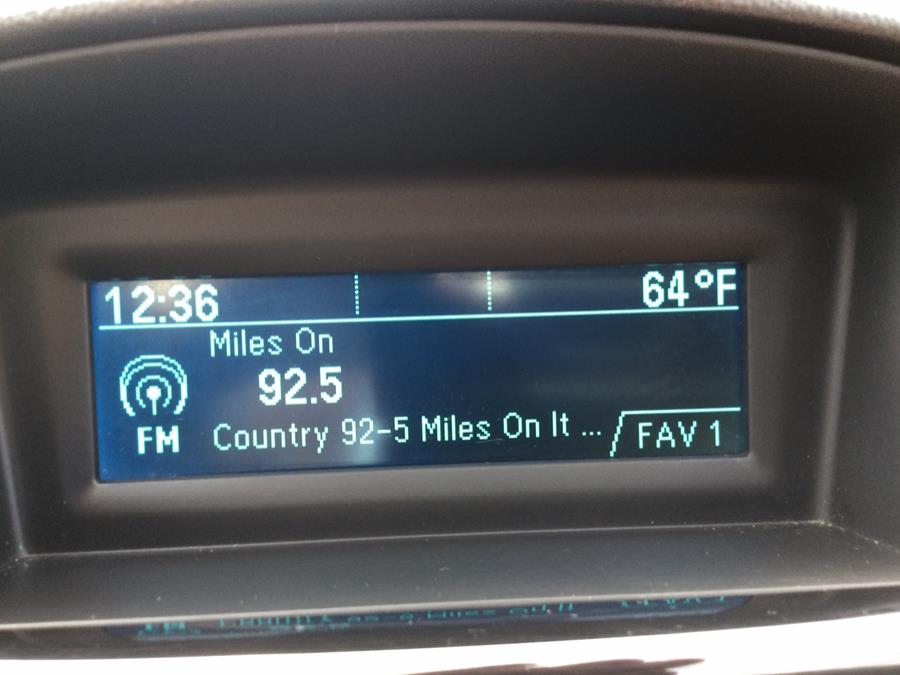 12:36 64°F
Miles On
92.5
FM Country 92-5 Miles On It ... FAV 1